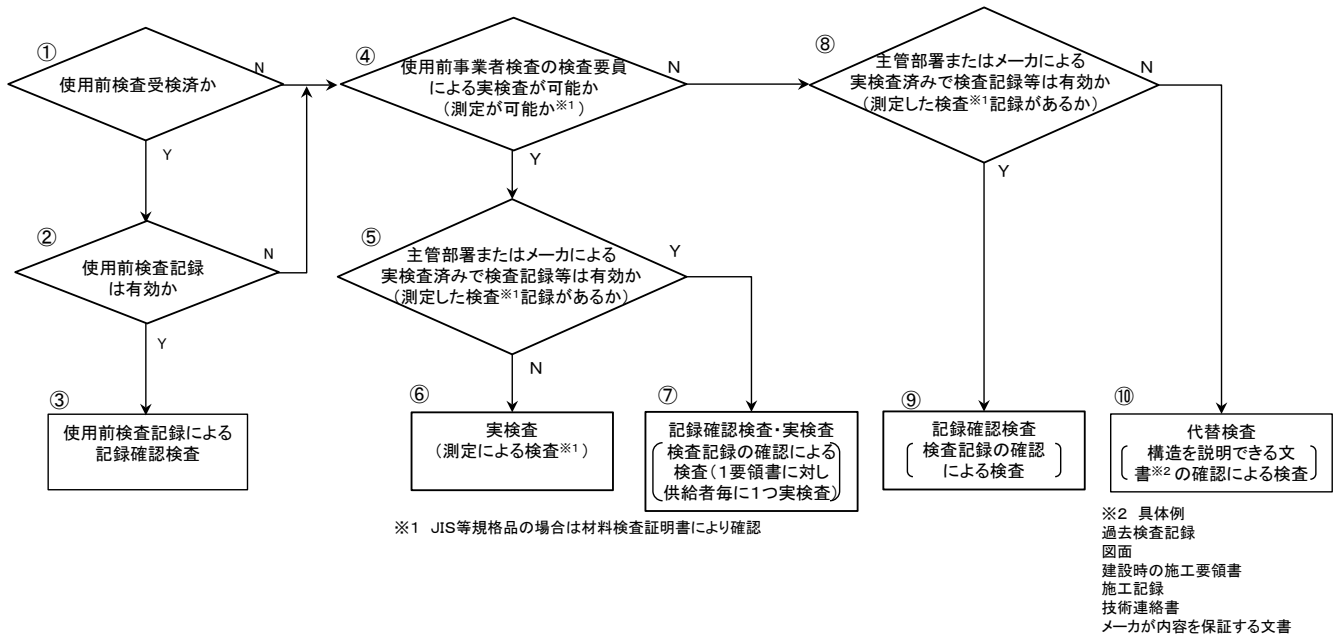 ①
使用前検査受検済か
N
Y
②
使用前検査記録
は有効か
N
Y
③
使用前検査記録による
記録確認検査
④
使用前事業者検査の検査要員
による実検査が可能か
(測定が可能か※1)
N
Y
⑤
主管部署またはメーカによる
実検査済みで検査記録等は有効か
(測定した検査※1記録があるか)
Y
N
⑥
実検査
(測定による検査※1)
⑦
記録確認検査・実検査
検査記録の確認による
検査(1要領書に対し
供給者毎に1つ実検査)
※1 JIS等規格品の場合は材料検査証明書により確認
⑧
主管部署またはメーカによる
実検査済みで検査記録等は有効か
(測定した検査※1記録があるか)
N
Y
⑨
記録確認検査
検査記録の確認
による検査
⑩
代替検査
構造を説明できる文
書※2の確認による検査
※2 具体例
過去検査記録
図面
建設時の施工要領書
施工記録
技術連絡書
メーカが内容を保証する文書